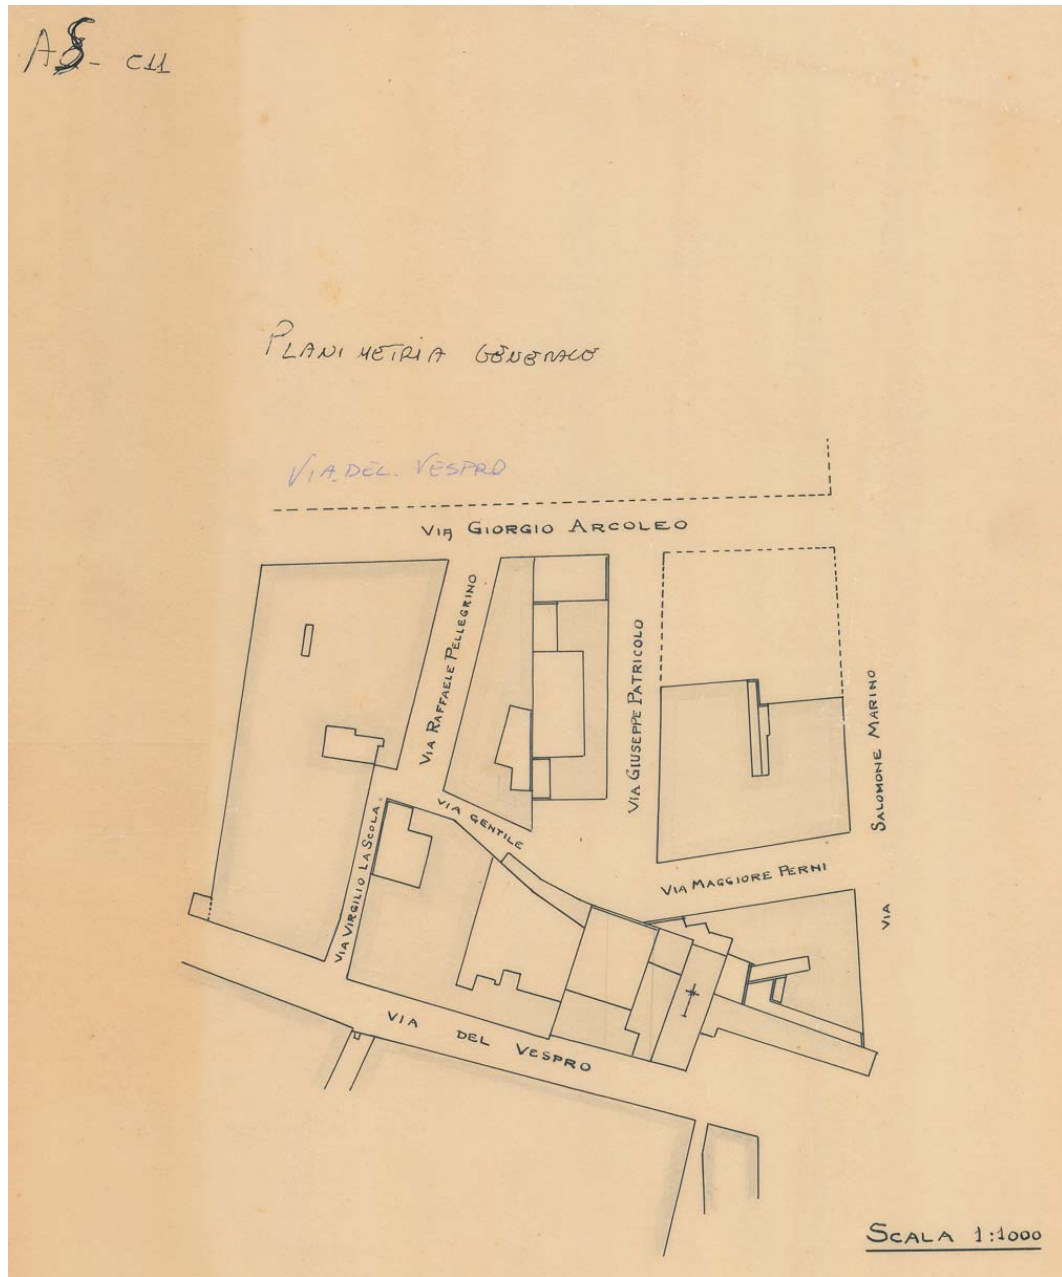 A8- C11
PLANIMETRIA GENERALE
VIA.DEL.VESPRO
VIA GIORGIO ARCOLEO
VIA RAFFAELE PELLEGRINO
VIA GIUSEPPE PATRICOLO
VIA SALOMONE MARINO
VIA GENTILE
VIA VIRGILIO LA SCOLA
VIA MAGGIORE PERNI
VIA DEL VESPRO
SCALA 1:1000